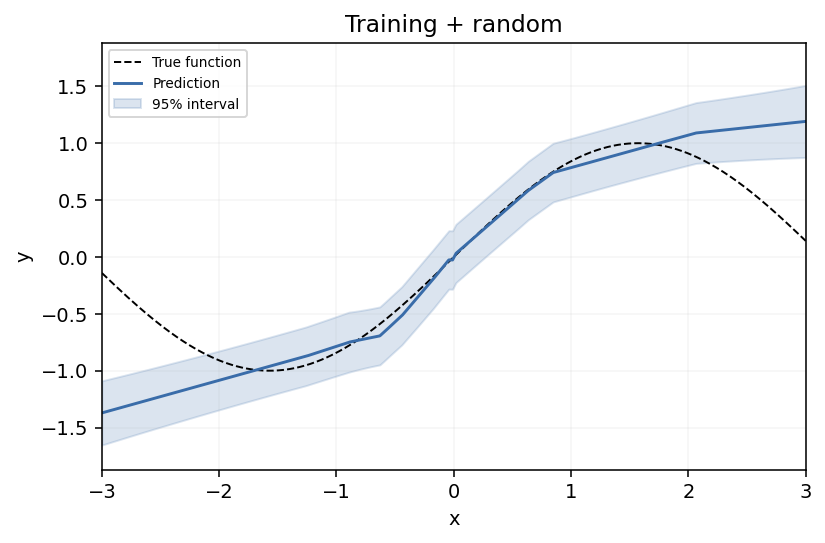 Training + random
True function
Prediction
95% interval
1.5
1.0
0.5
0.0
−0.5
−1.0
−1.5
y
−3
−2
−1
0
1
2
3
x